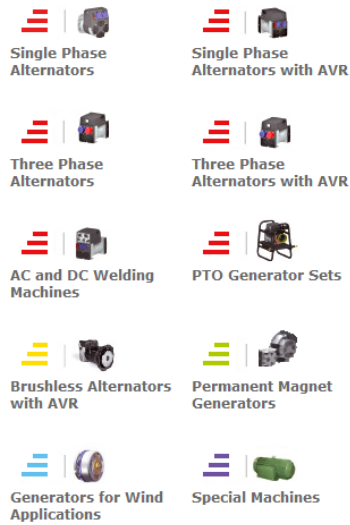 Single Phase
Alternators
Single Phase
Alternators with AVR
Three Phase
Alternators
Three Phase
Alternators with AVR
AC and DC Welding
Machines
PTO Generator Sets
Brushless Alternators
with AVR
Permanent Magnet
Generators
Generators for Wind
Applications
Special Machines